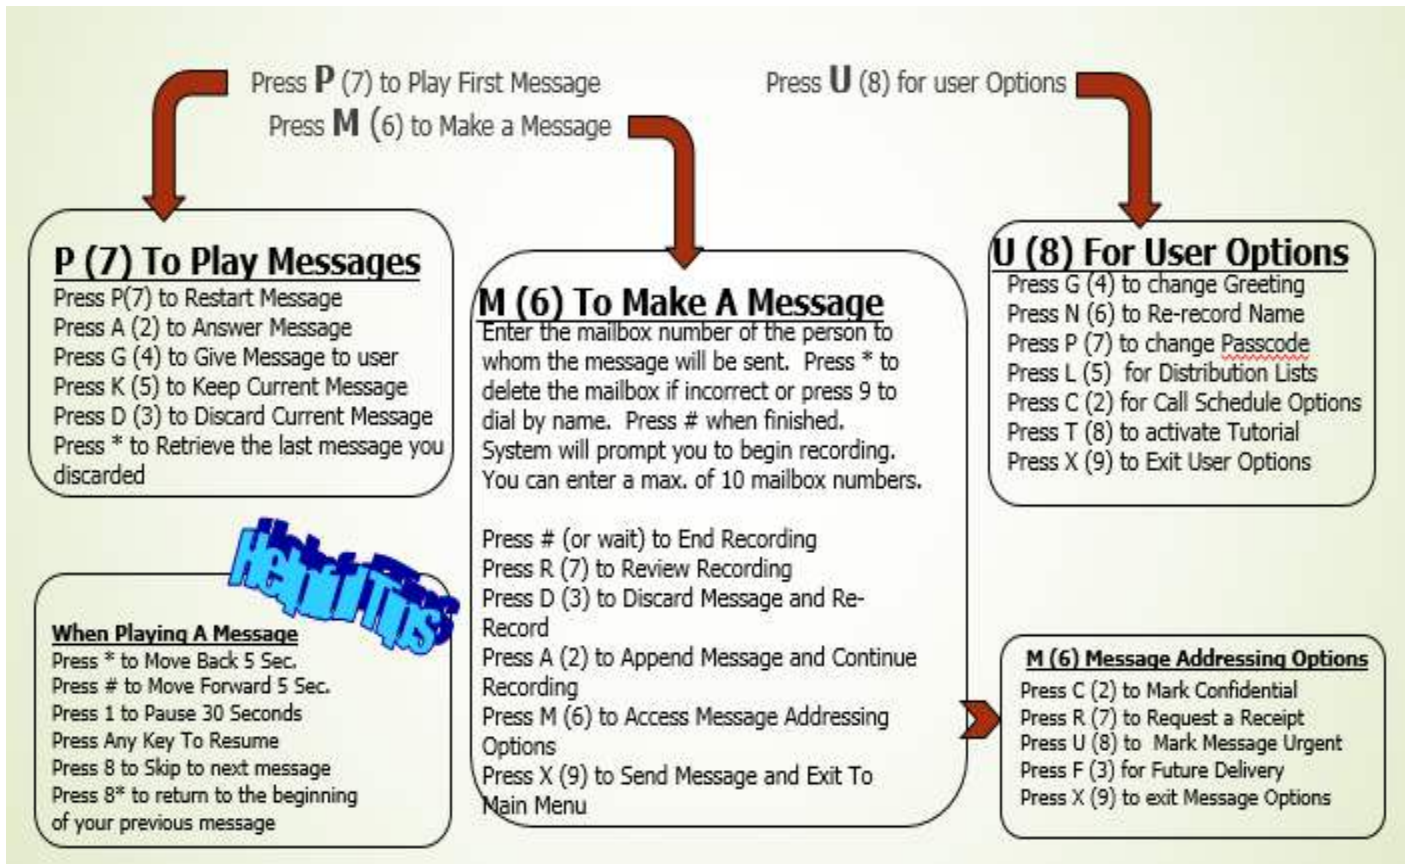 Press P (7) to Play First Message
Press M (6) to Make a Message
Press U (8) for user Options
P (7) To Play Messages
Press P(7) to Restart Message
Press A (2) to Answer Message
Press G (4) to Give Message to user
Press K (5) to Keep Current Message
Press D (3) to Discard Current Message
Press * to Retrieve the last message you
discarded
Helpful Tips
When Playing A Message
Press * to Move Back 5 Sec.
Press # to Move Forward 5 Sec.
Press 1 to Pause 30 Seconds
Press Any Key To Resume
Press 8 to Skip to next message
Press 8* to return to the beginning
of your previous message
M (6) To Make A Message
Enter the mailbox number of the person to
whom the message will be sent.  Press * to
delete the mailbox if incorrect or press 9 to
dial by name.  Press # when finished.
System will prompt you to begin recording.
You can enter a max. of 10 mailbox numbers.
Press # (or wait) to End Recording
Press R (7) to Review Recording
Press D (3) to Discard Message and Re-
Record
Press A (2) to Append Message and Continue
Recording
Press M (6) to Access Message Addressing
Options
Press X (9) to Send Message and Exit To
Main Menu
U (8) For User Options
Press G (4) to change Greeting
Press N (6) to Re-record Name
Press P (7) to change Passcode
Press L (5)  for Distribution Lists
Press C (2) for Call Schedule Options
Press T (8) to activate Tutorial
Press X (9) to Exit User Options
M (6) Message Addressing Options
Press C (2) to Mark Confidential
Press R (7) to Request a Receipt
Press U (8) to  Mark Message Urgent
Press F (3) for Future Delivery
Press X (9) to exit Message Options